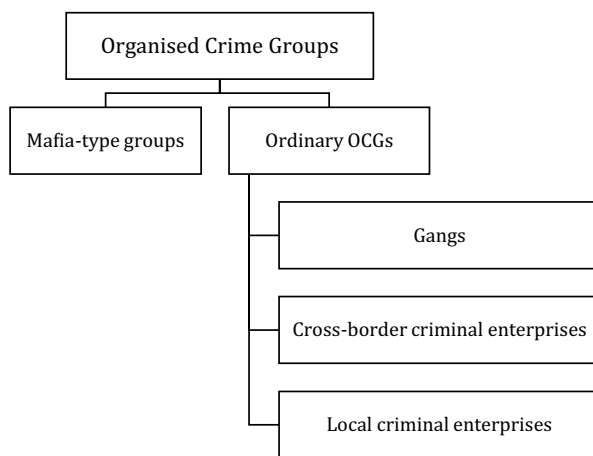 Organised Crime Groups
Mafia-type groups
Ordinary OCGs
Gangs
Cross-border criminal enterprises
Local criminal enterprises